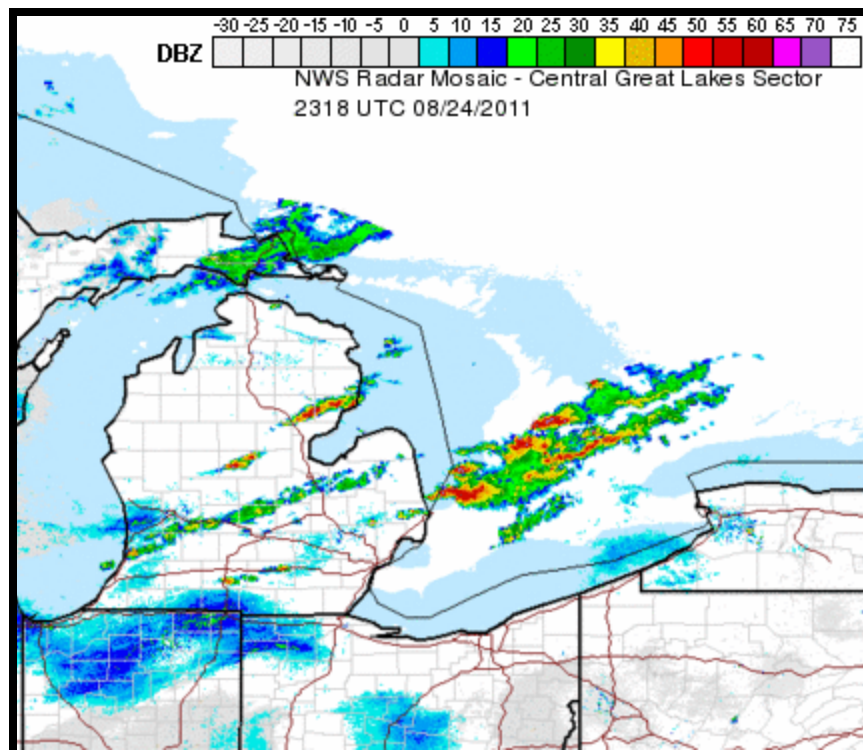 -30 -25 -20 -15 -10 -5 0 5 10 15 20 25 30 35 40 45 50 55 60 65 70 75
DBZ
NWS Radar Mosaic - Central Great Lakes Sector
2318 UTC 08/24/2011